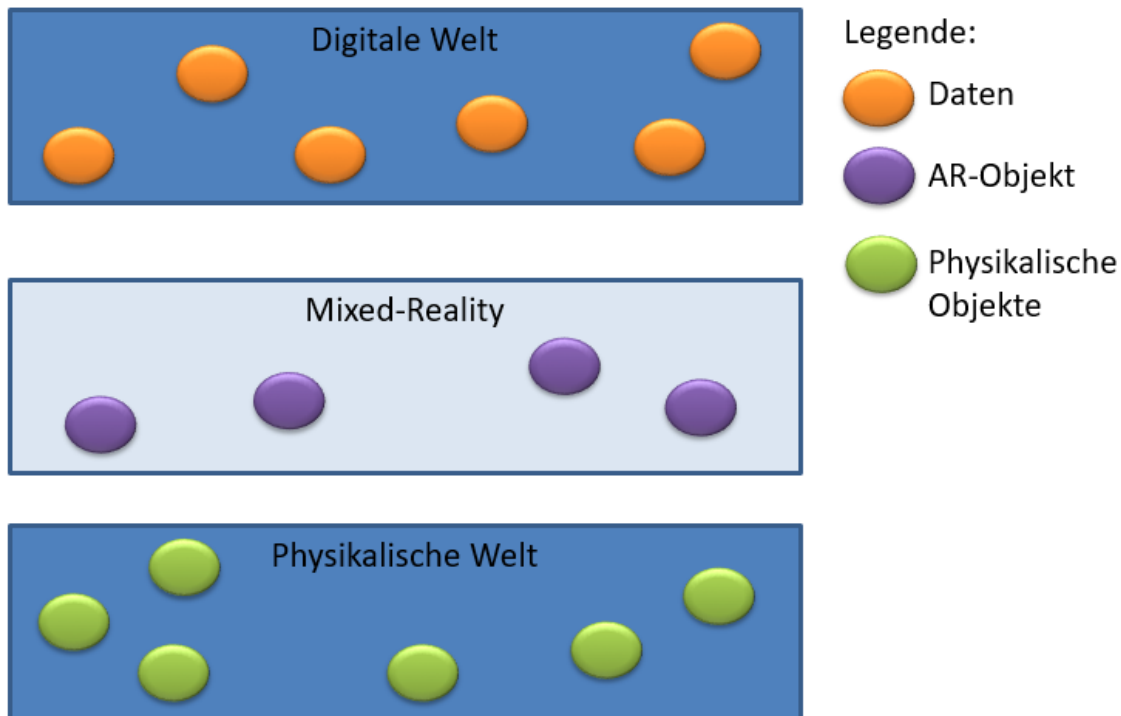 Digitale Welt
Legende:
Daten
AR-Objekt
Physikalische
Objekte
Mixed-Reality
Physikalische Welt